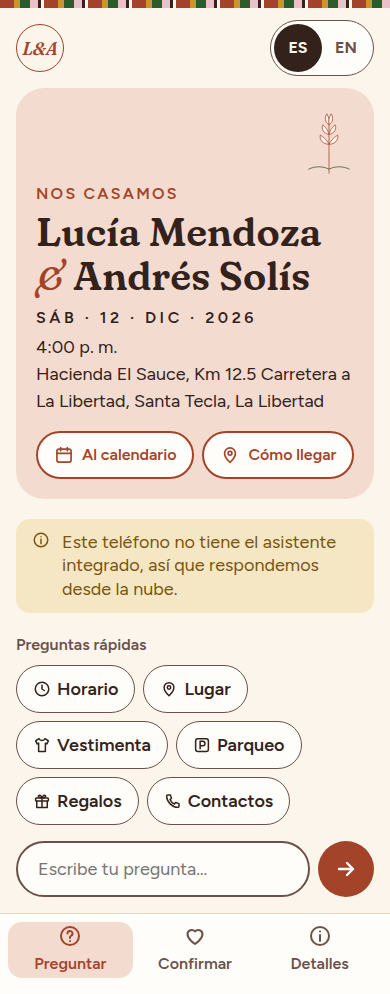 L&A
ES EN
NOS CASAMOS
Lucía Mendoza
& Andrés Solís
SÁB · 12 · DIC · 2026
4:00 p. m.
Hacienda El Sauce, Km 12.5 Carretera a
La Libertad, Santa Tecla, La Libertad
Al calendario Cómo llegar
Este teléfono no tiene el asistente
integrado, así que respondemos
desde la nube.
Preguntas rápidas
Horario Lugar
Vestimenta Parqueo
Regalos Contactos
Escribe tu pregunta...
Preguntar Confirmar Detalles